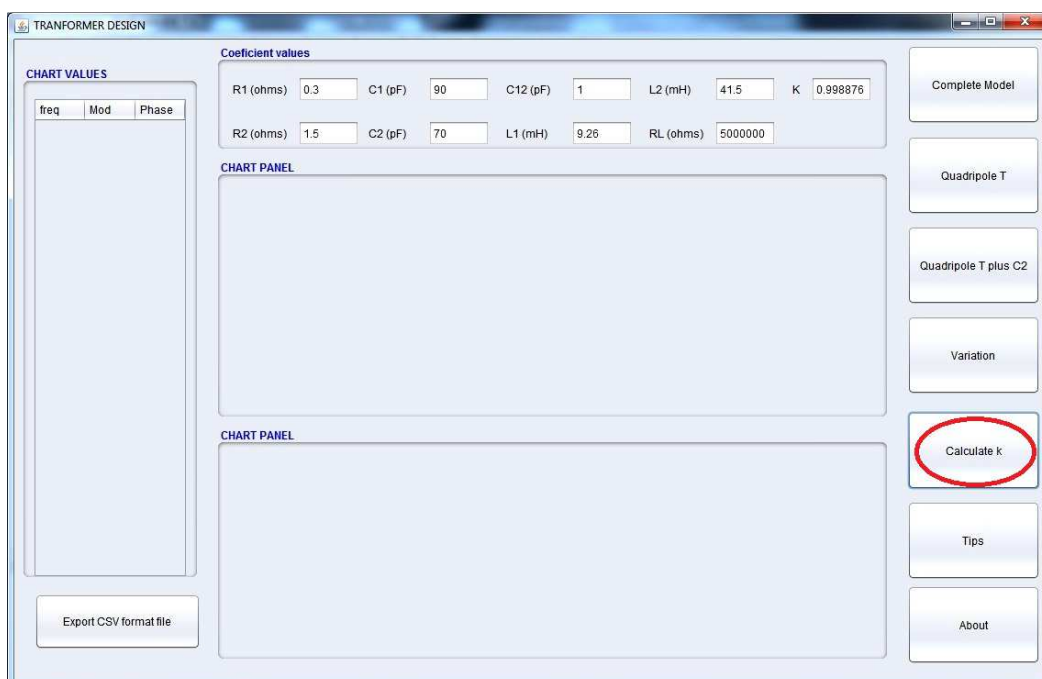 TRANFORMER DESIGN
CHART VALUES
freq Mod Phase
Export CSV format file
Coeficient values
R1 (ohms) 0.3 C1 (pF) 90 C12 (pF) 1 L2 (mH) 41.5 K 0.998876
R2 (ohms) 1.5 C2 (pF) 70 L1 (mH) 9.26 RL (ohms) 5000000
CHART PANEL
CHART PANEL
Complete Model
Quadripole T
Quadripole T plus C2
Variation
Calculate k
Tips
About